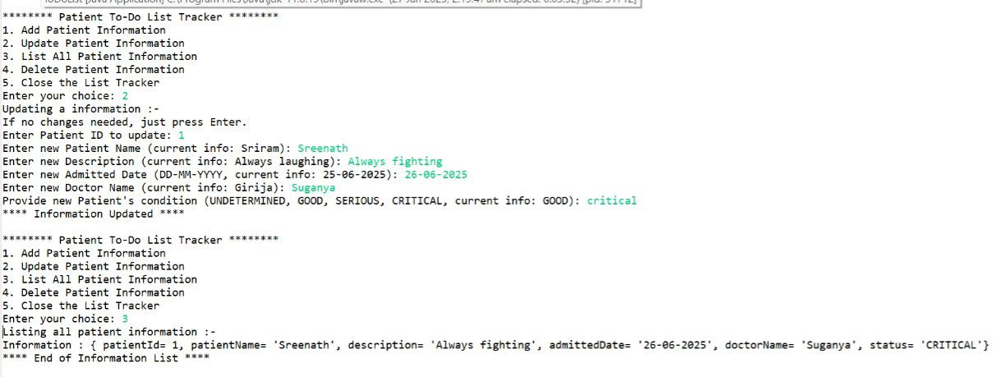 ******** Patient To-Do List Tracker ********
1. Add Patient Information
2. Update Patient Information
3. List All Patient Information
4. Delete Patient Information
5. Close the List Tracker
Enter your choice: 2
Updating a information :-
If no changes needed, just press Enter.
Enter Patient ID to update: 1
Enter new Patient Name (current info: Sriram): Sreenath
Enter new Description (current info: Always laughing): Always fighting
Enter new Admitted Date (DD-MM-YYYY, current info: 25-06-2025): 26-06-2025
Enter new Doctor Name (current info: Girija): Suganya
Provide new Patient's condition (UNDETERMINED, GOOD, SERIOUS, CRITICAL, current info: GOOD): critical
**** Information Updated ****
******** Patient To-Do List Tracker ********
1. Add Patient Information
2. Update Patient Information
3. List All Patient Information
4. Delete Patient Information
5. Close the List Tracker
Enter your choice: 3
Listing all patient information :-
Information : { patientId= 1, patientName= 'Sreenath', description= 'Always fighting', admittedDate= '26-06-2025', doctorName= 'Suganya', status= 'CRITICAL'}
**** End of Information List ****